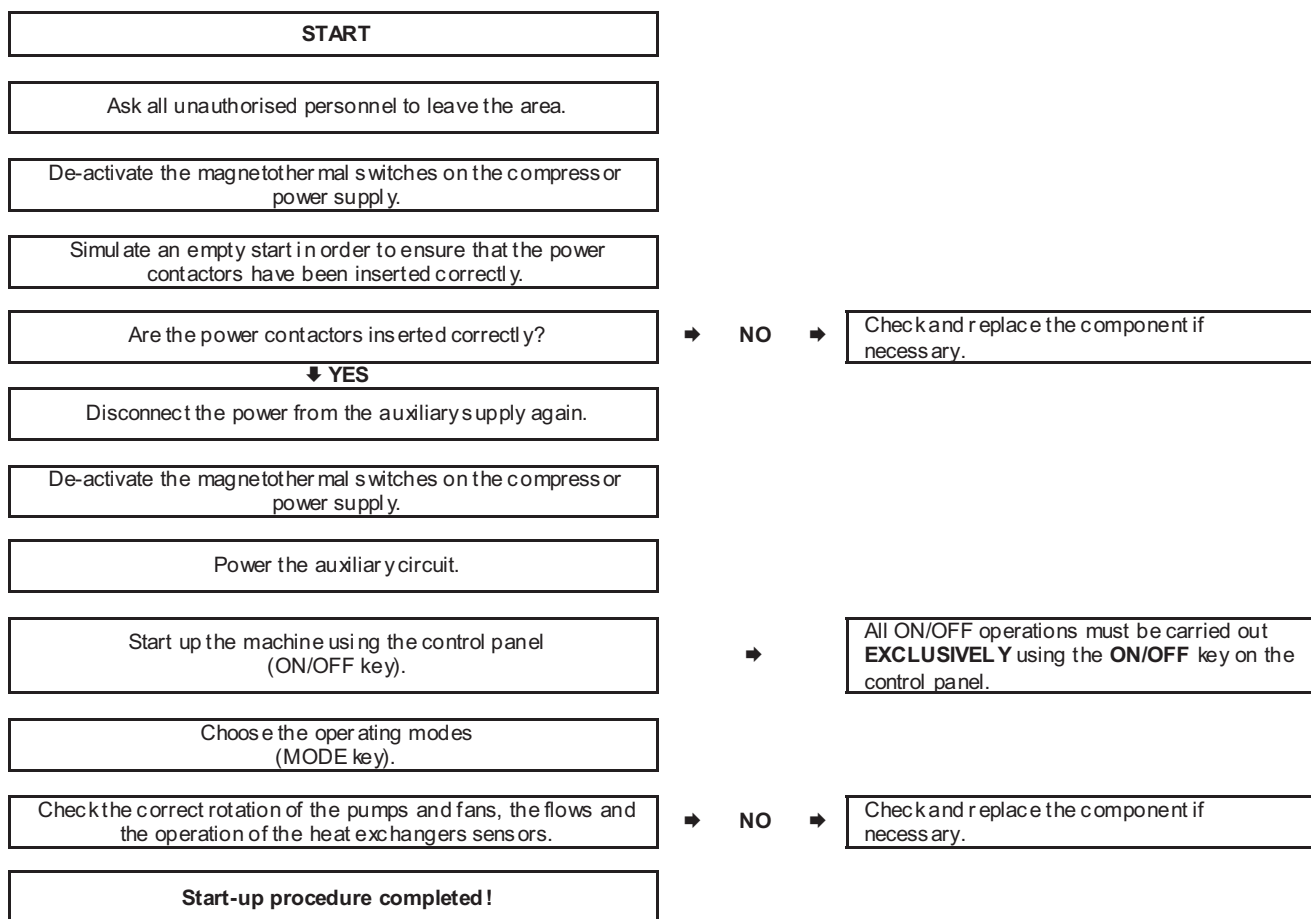 START
Ask all unauthorised personnel to leave the area.
De-activate the magnetothermal switches on the compressor
power supply.
Simulate an empty start in order to ensure that the power
contactors have been inserted correctly.
Are the power contactors inserted correctly?
➡ NO ➡
Check and replace the component if
necessary.
⬇ YES
Disconnect the power from the auxiliary supply again.
De-activate the magnetothermal switches on the compressor
power supply.
Power the auxiliary circuit.
Start up the machine using the control panel
(ON/OFF key).
➡
All ON/OFF operations must be carried out
EXCLUSIVELY using the ON/OFF key on the
control panel.
Choose the operating modes
(MODE key).
Check the correct rotation of the pumps and fans, the flows and
the operation of the heat exchangers sensors.
➡ NO ➡
Check and replace the component if
necessary.
Start-up procedure completed!